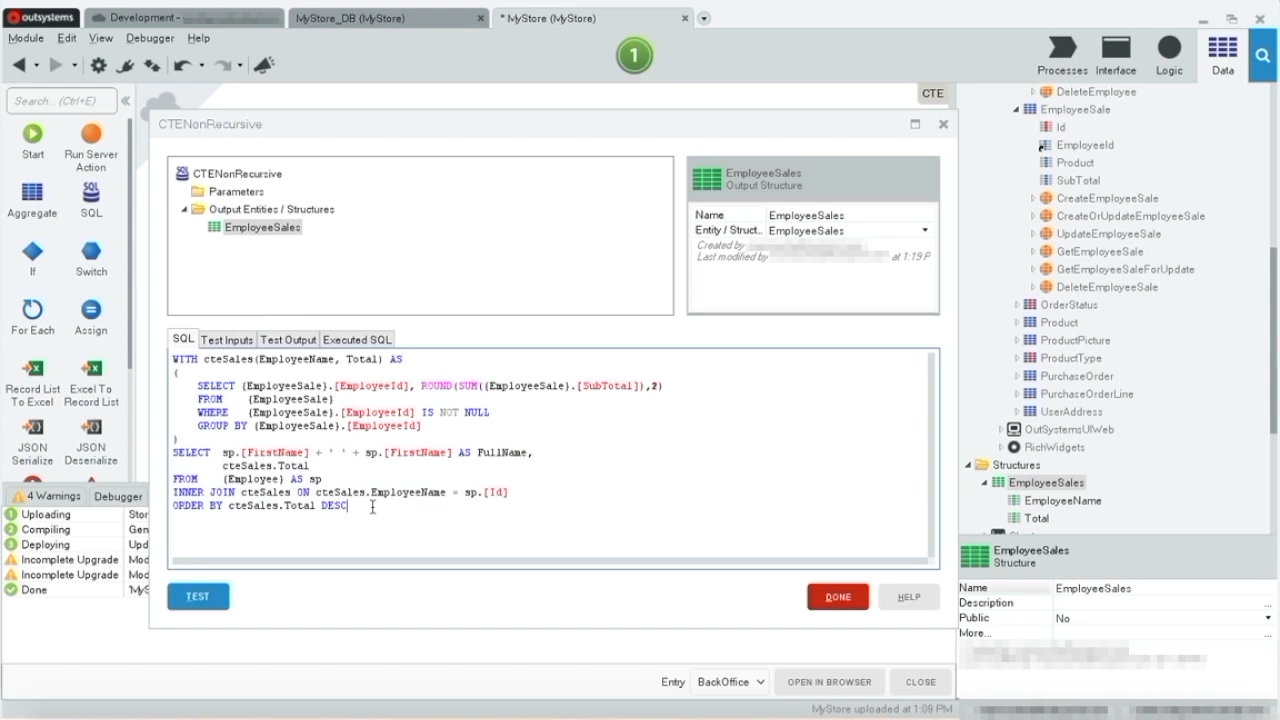 outsystems
Development -
MyStore_DB (MyStore)
* MyStore (MyStore)
Module Edit View Debugger Help
1
Processes Interface Logic Data
Search... (Ctrl+E)
CTE
Start
Run Server Action
Aggregate
SQL
If
Switch
For Each
Assign
Record List To Excel
Excel To Record List
JSON Serialize
JSON Deserialize
CTENonRecursive
CTENonRecursive
Parameters
Output Entities / Structures
EmployeeSales
EmployeeSales
Output Structure
Name EmployeeSales
Entity / Struct... EmployeeSales
Created by
Last modified by at 1:19 P
SQL Test Inputs Test Output Executed SQL
WITH cteSales(EmployeeName, Total) AS
(
SELECT {EmployeeSale}.[EmployeeId], ROUND(SUM({EmployeeSale}.[SubTotal]),2)
FROM {EmployeeSale}
WHERE {EmployeeSale}.[EmployeeId] IS NOT NULL
GROUP BY {EmployeeSale}.[EmployeeId]
)
SELECT sp.[FirstName] + ' ' + sp.[FirstName] AS FullName,
cteSales.Total
FROM {Employee} AS sp
INNER JOIN cteSales ON cteSales.EmployeeName = sp.[Id]
ORDER BY cteSales.Total DESC
TEST
DONE
HELP
4 Warnings Debugger
1 Uploading Stor
2 Compiling Gen
3 Deploying Upd
Incomplete Upgrade Mod
Incomplete Upgrade Mod
Done 'MyS
Entry BackOffice OPEN IN BROWSER CLOSE
MyStore uploaded at 1:09 PM
DeleteEmployee
EmployeeSale
Id
EmployeeId
Product
SubTotal
CreateEmployeeSale
CreateOrUpdateEmployeeSale
UpdateEmployeeSale
GetEmployeeSale
GetEmployeeSaleForUpdate
DeleteEmployeeSale
OrderStatus
Product
ProductPicture
ProductType
PurchaseOrder
PurchaseOrderLine
UserAddress
OutSystemsUIWeb
RichWidgets
Structures
EmployeeSales
EmployeeName
Total
EmployeeSales
Structure
Name EmployeeSales
Description ...
Public No
More... ...